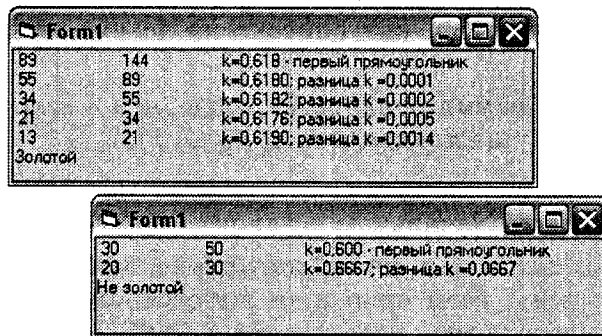 Form1
89 144 k=0,618 - первый прямоугольник
55 89 k=0,6180; разница k =0,0001
34 55 k=0,6182; разница k =0,0002
21 34 k=0,6176; разница k =0,0005
13 21 k=0,6190; разница k =0,0014
Золотой
Form1
30 50 k=0,600 - первый прямоугольник
20 30 k=0,6667; разница k =0,0667
Не золотой